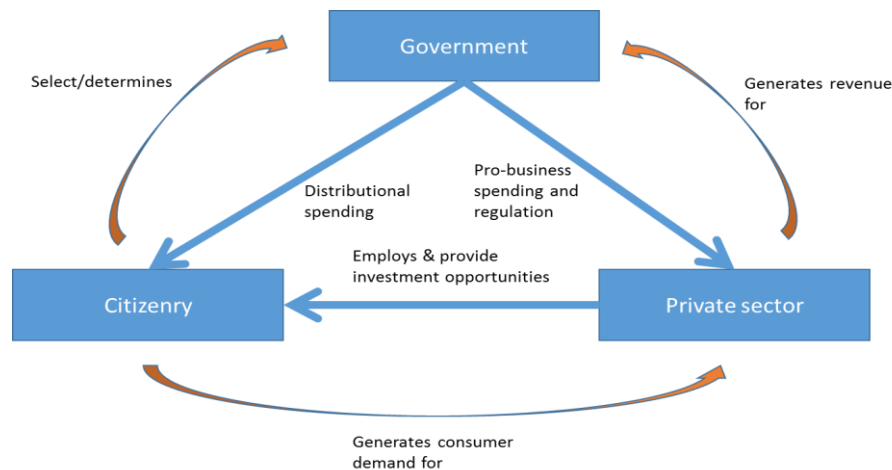 Government
Select/determines
Generates revenue
for
Distributional
spending
Pro-business
spending and
regulation
Employs & provide
investment opportunities
Citizenry
Private sector
Generates consumer
demand for